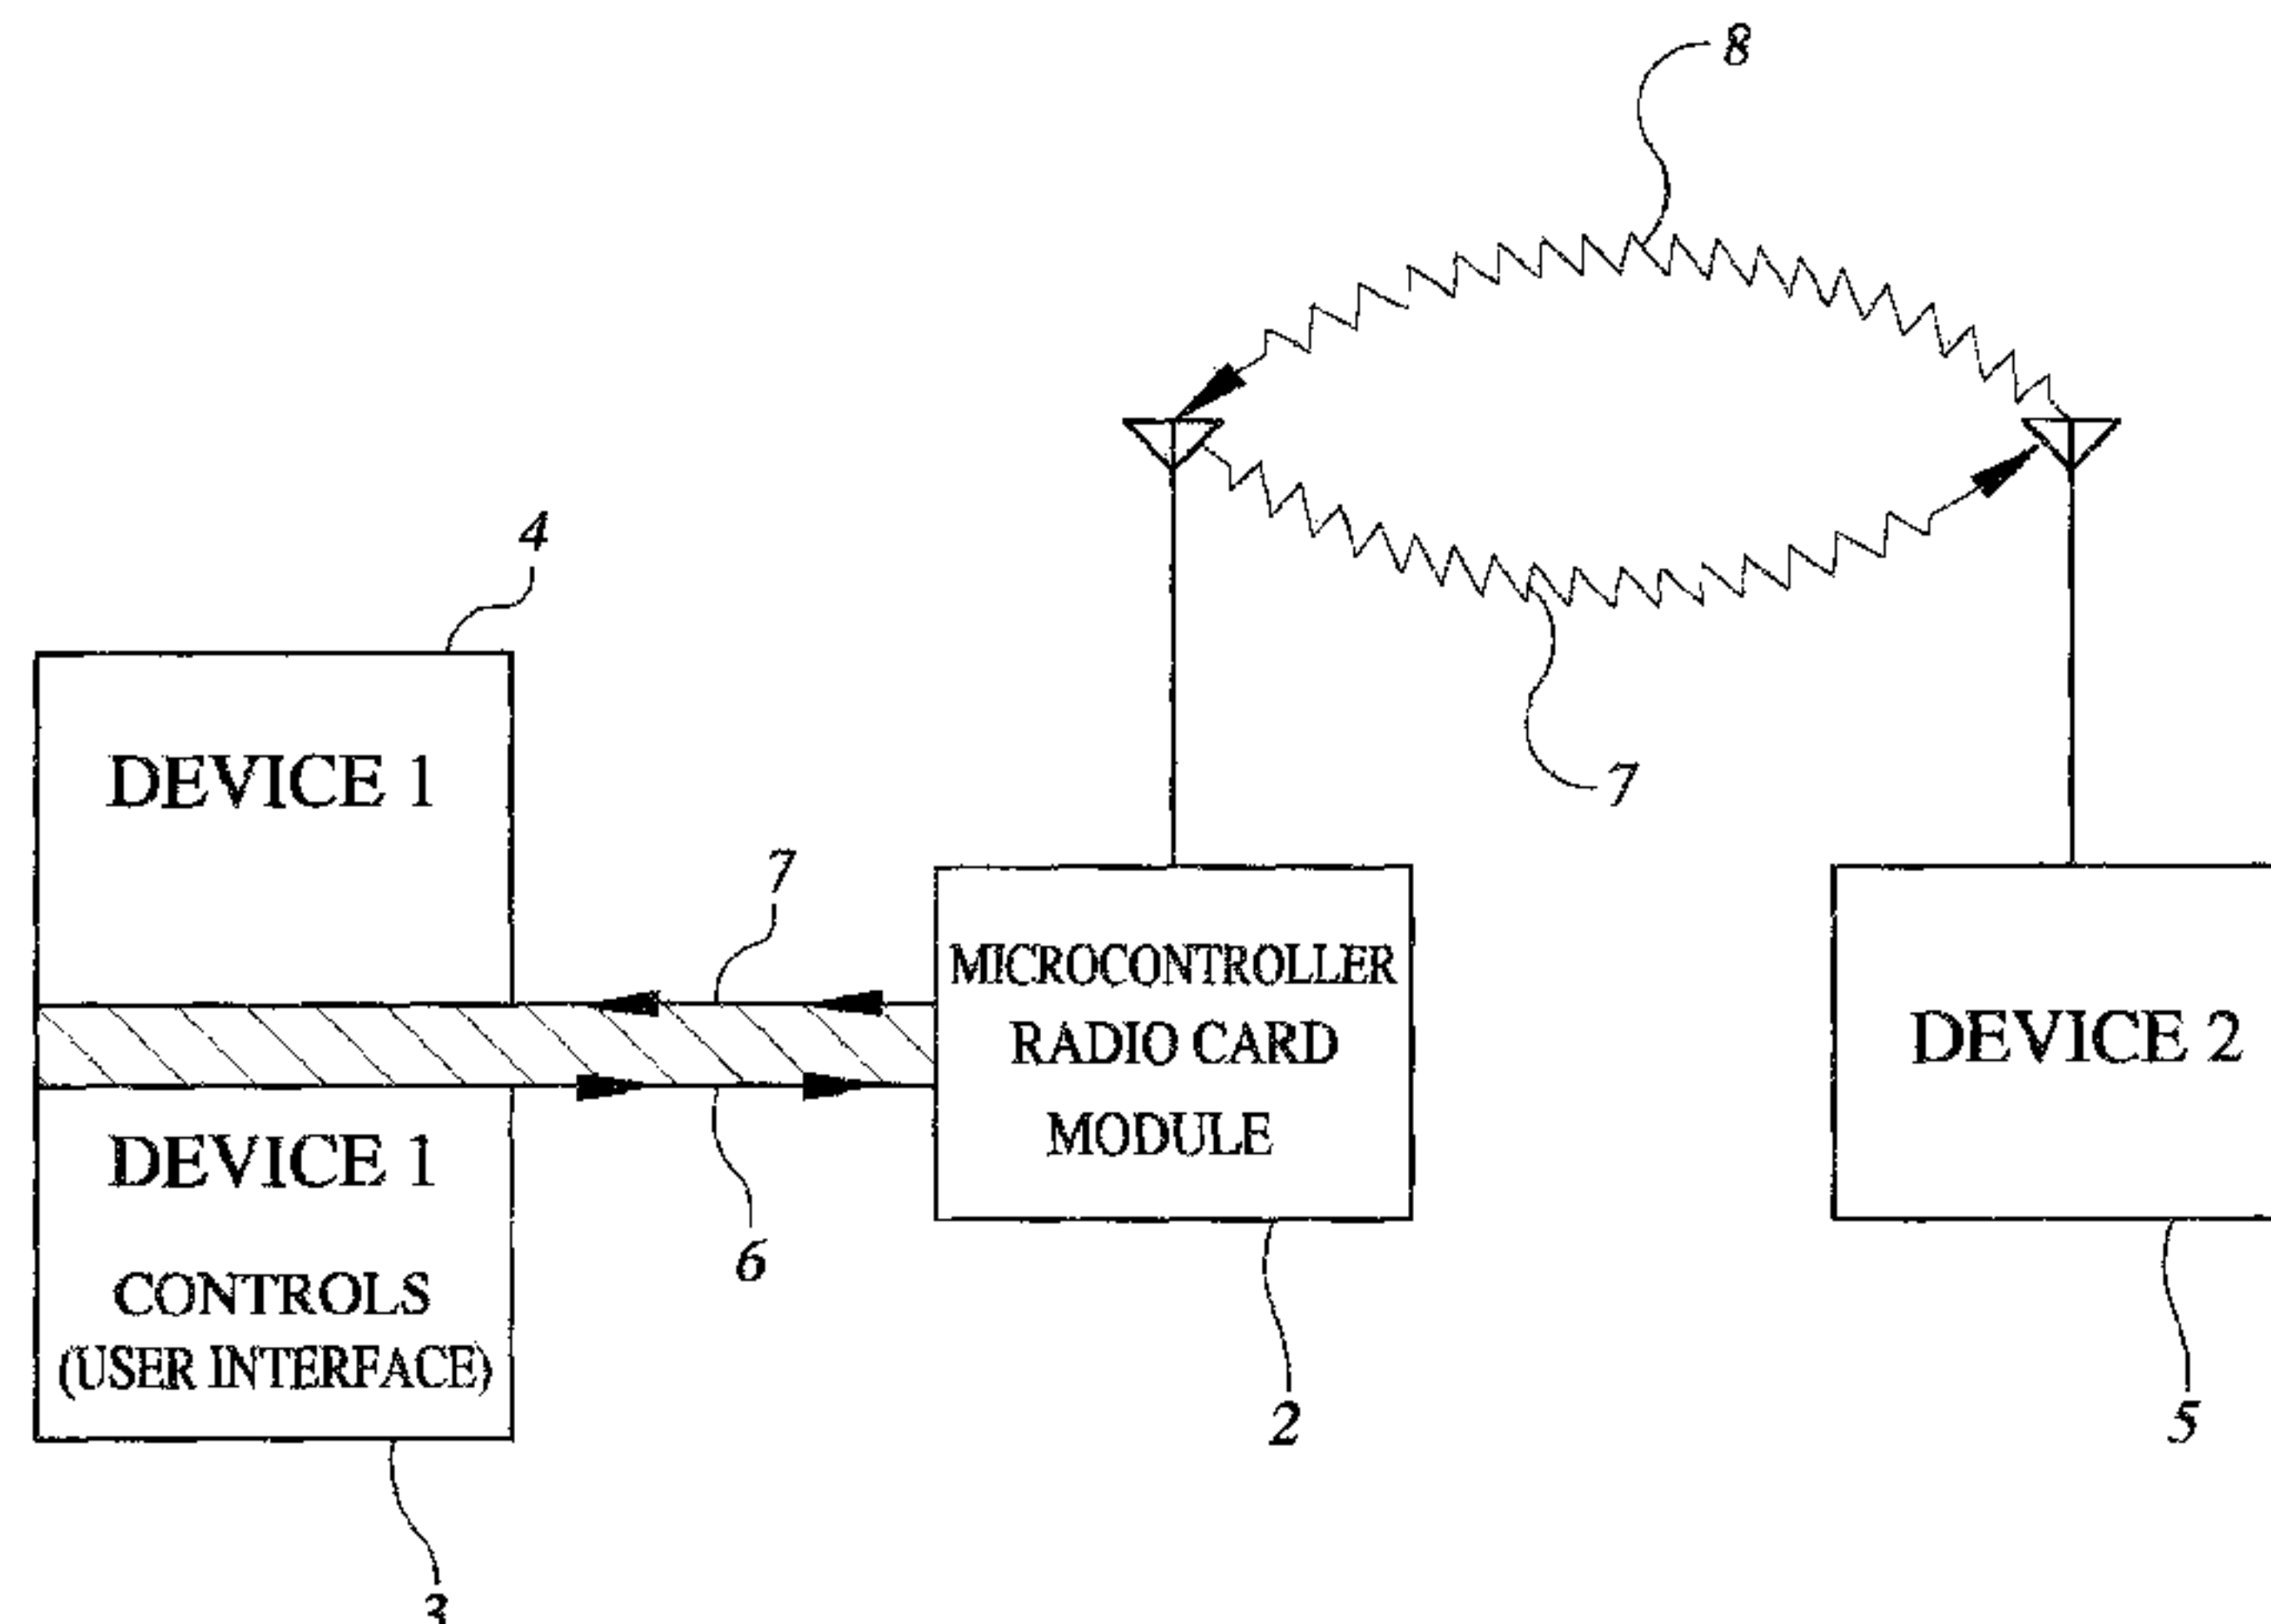 8
4
DEVICE 1
7
7
MICROCONTROLLER
RADIO CARD
MODULE
DEVICE 2
DEVICE 1
CONTROLS
(USER INTERFACE)
6
2
5
3